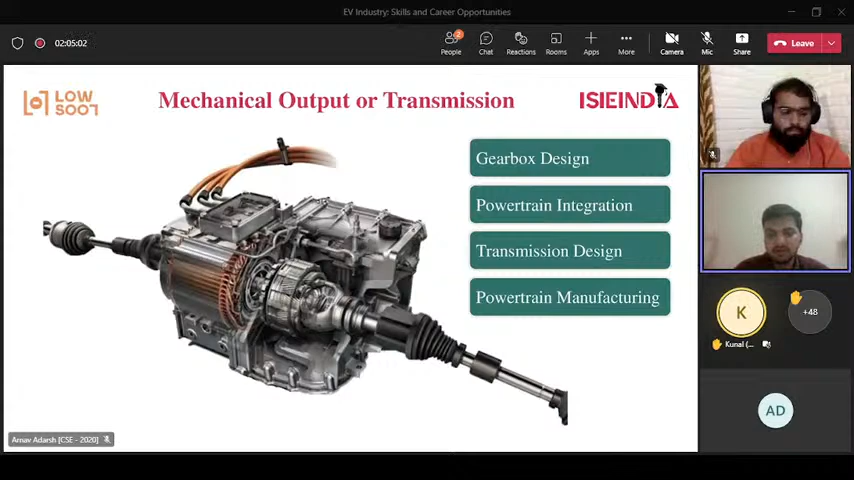 EV Industry: Skills and Career Opportunities
02:05:02
2
People
Chat
Reactions
Rooms
Apps
More
Camera
Mic
Share
Leave
LOW
SOOT
Mechanical Output or Transmission
ISIEINDIA
Gearbox Design
Powertrain Integration
Transmission Design
Powertrain Manufacturing
K
+48
Kunal (...
AD
Arnav Adarsh [CSE - 2020]